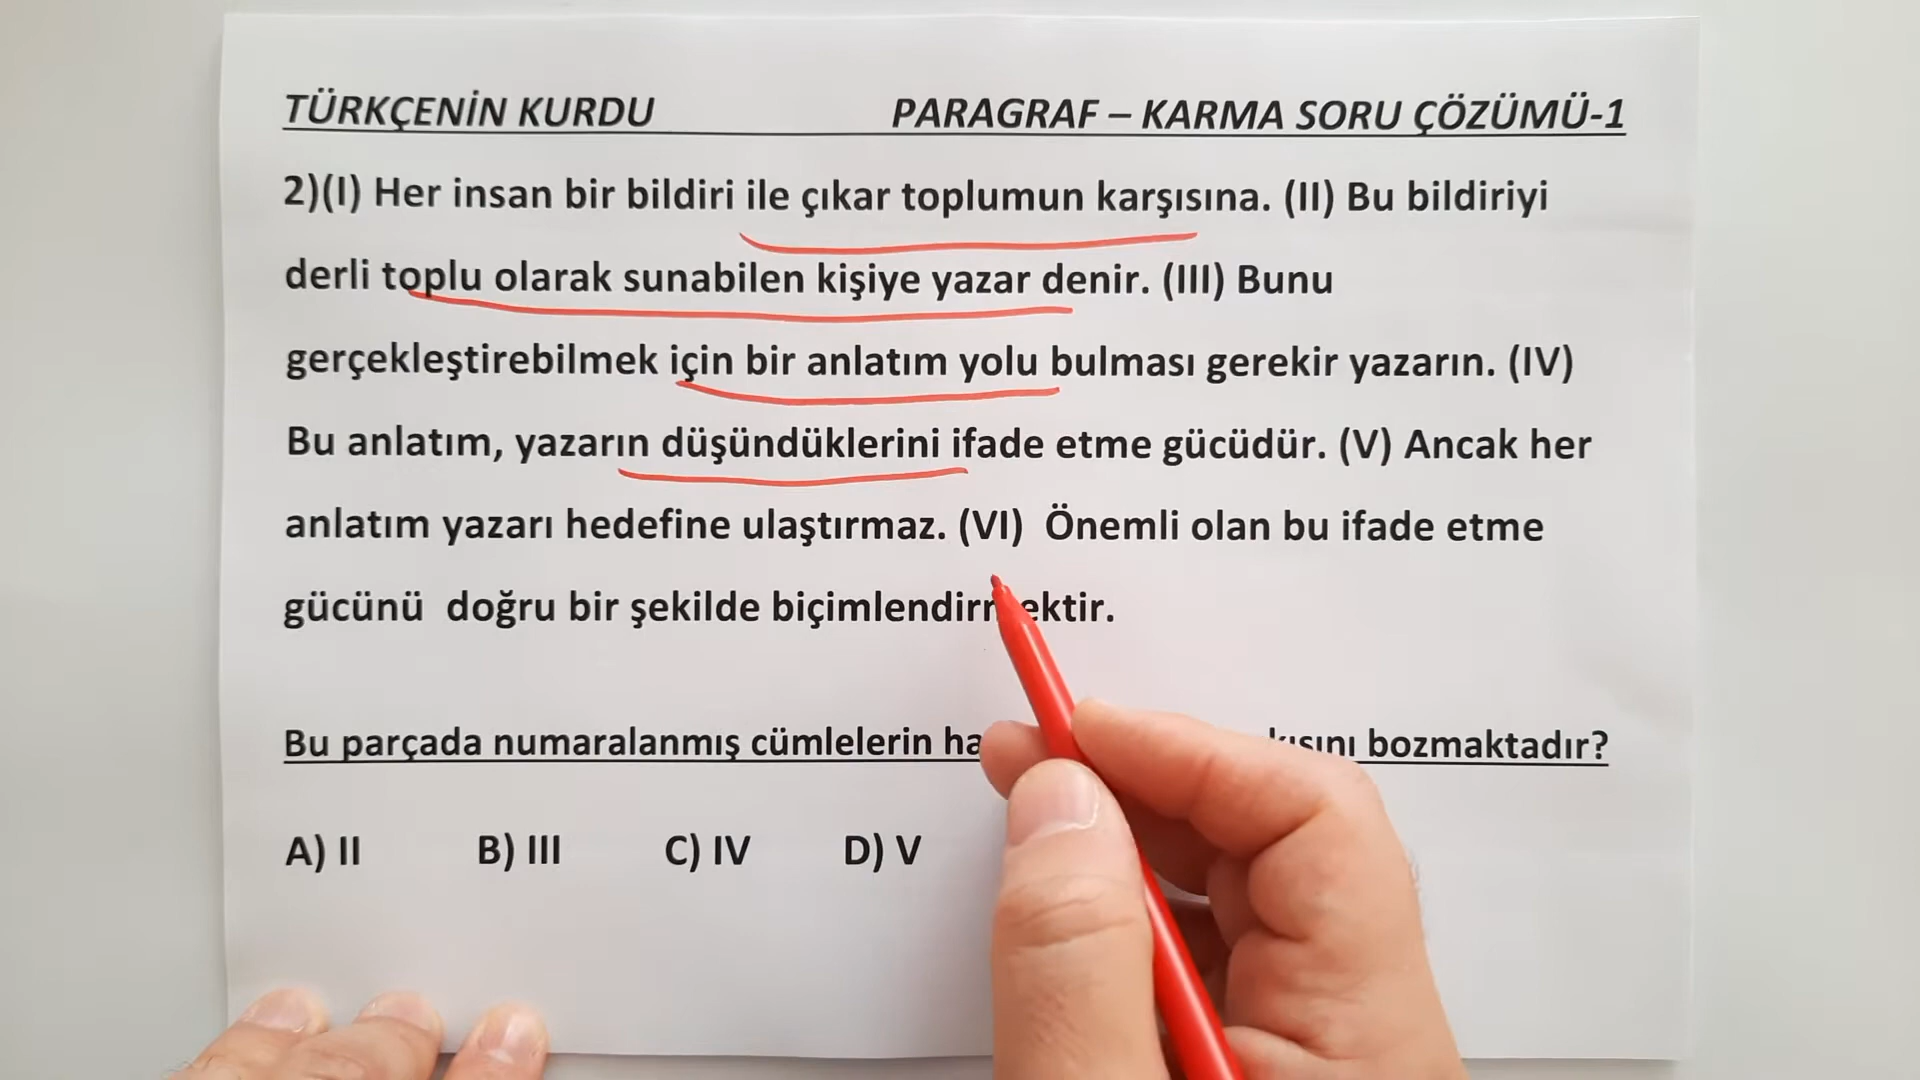 TÜRKÇENİN KURDU PARAGRAF – KARMA SORU ÇÖZÜMÜ-1
2)(I) Her insan bir bildiri ile çıkar toplumun karşısına. (II) Bu bildiriyi
derli toplu olarak sunabilen kişiye yazar denir. (III) Bunu
gerçekleştirebilmek için bir anlatım yolu bulması gerekir yazarın. (IV)
Bu anlatım, yazarın düşündüklerini ifade etme gücüdür. (V) Ancak her
anlatım yazarı hedefine ulaştırmaz. (VI) Önemli olan bu ifade etme
gücünü doğru bir şekilde biçimlendirmektir.
Bu parçada numaralanmış cümlelerin bozmaktadır?
A) II B) III C) IV D) V